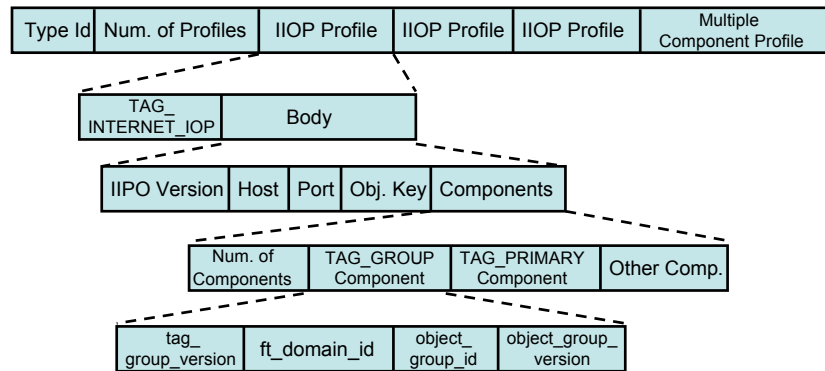 Type Id Num. of Profiles IIOP Profile IIOP Profile IIOP Profile Multiple
Component Profile
TAG_
INTERNET_IOP
Body
IIPO Version Host Port Obj. Key Components
Num. of
Components
TAG_GROUP
Component
TAG_PRIMARY
Component
Other Comp.
tag_
group_version
ft_domain_id
object_
group_id
object_group_
version